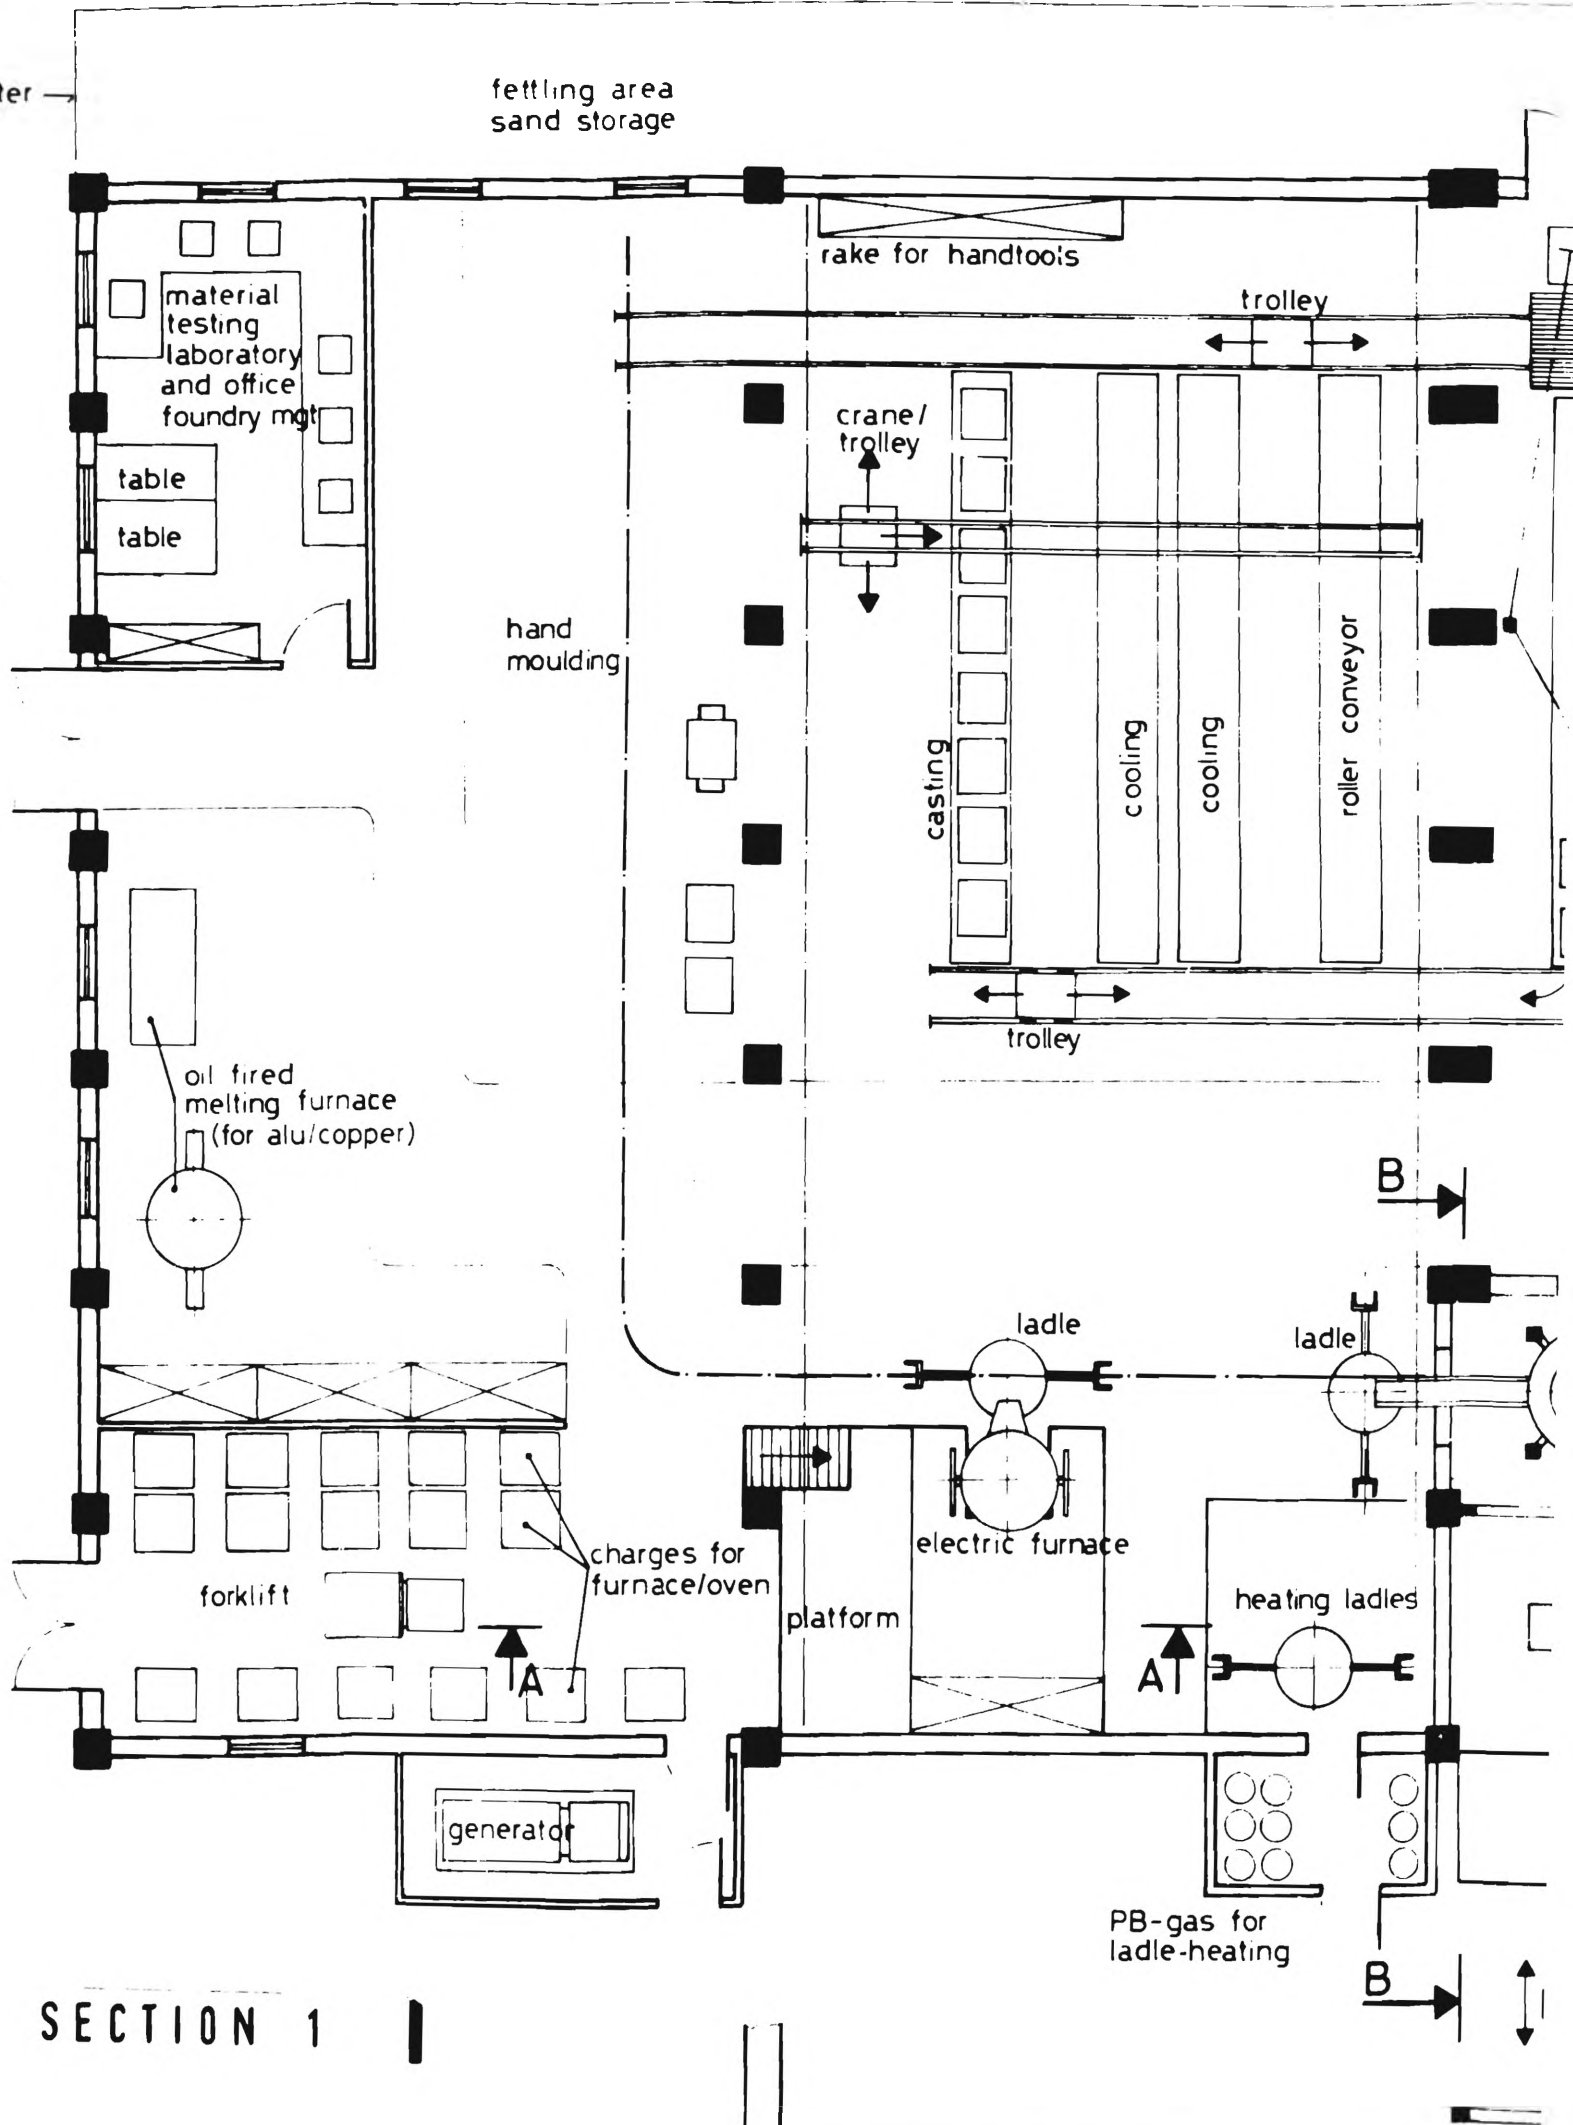 ter
fettling area
sand storage
rake for handtools
trolley
material
testing
laboratory
and office
foundry mgt
crane/
trolley
table
table
hand
moulding
casting
cooling
cooling
roller conveyor
trolley
oil fired
melting furnace
(for alu/copper)
B
ladle
ladle
electric furnace
charges for
furnace/oven
forklift
platform
heating ladles
A
A
generator
PB-gas for
ladle-heating
B
SECTION 1